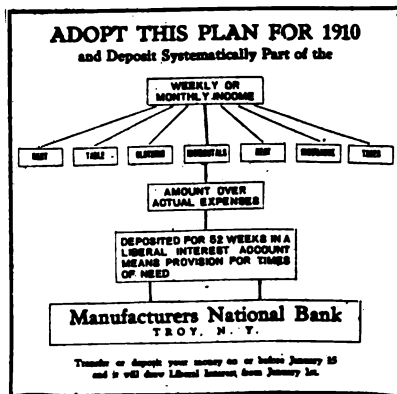 ADOPT THIS PLAN FOR 1910
and Deposit Systematically Part of the
WEEKLY OR
MONTHLY INCOME
TABLE CLOTHING INCIDENTALS INSURANCE TAXES
AMOUNT OVER
ACTUAL EXPENSES
DEPOSITED FOR 52 WEEKS IN A
LIBERAL INTEREST ACCOUNT
MEANS PROVISION FOR TIMES
OF NEED
Manufacturers National Bank
TROY, N. Y.
Transfer or deposit your money on or before January 15
and it will draw Liberal Interest from January 1st.